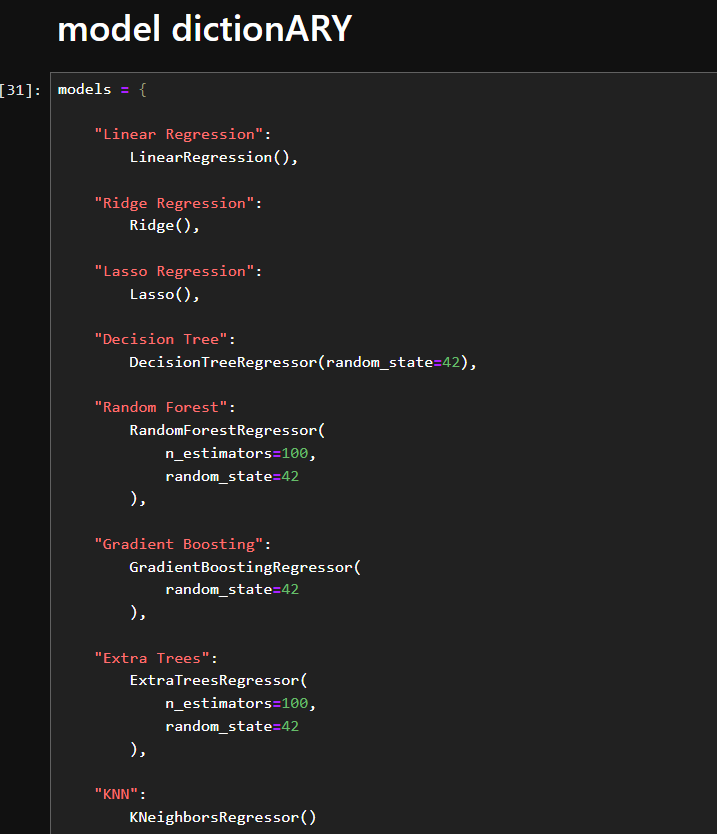 model dictionARY
[31]:
models = {
"Linear Regression":
LinearRegression(),
"Ridge Regression":
Ridge(),
"Lasso Regression":
Lasso(),
"Decision Tree":
DecisionTreeRegressor(random_state=42),
"Random Forest":
RandomForestRegressor(
n_estimators=100,
random_state=42
),
"Gradient Boosting":
GradientBoostingRegressor(
random_state=42
),
"Extra Trees":
ExtraTreesRegressor(
n_estimators=100,
random_state=42
),
"KNN":
KNeighborsRegressor()